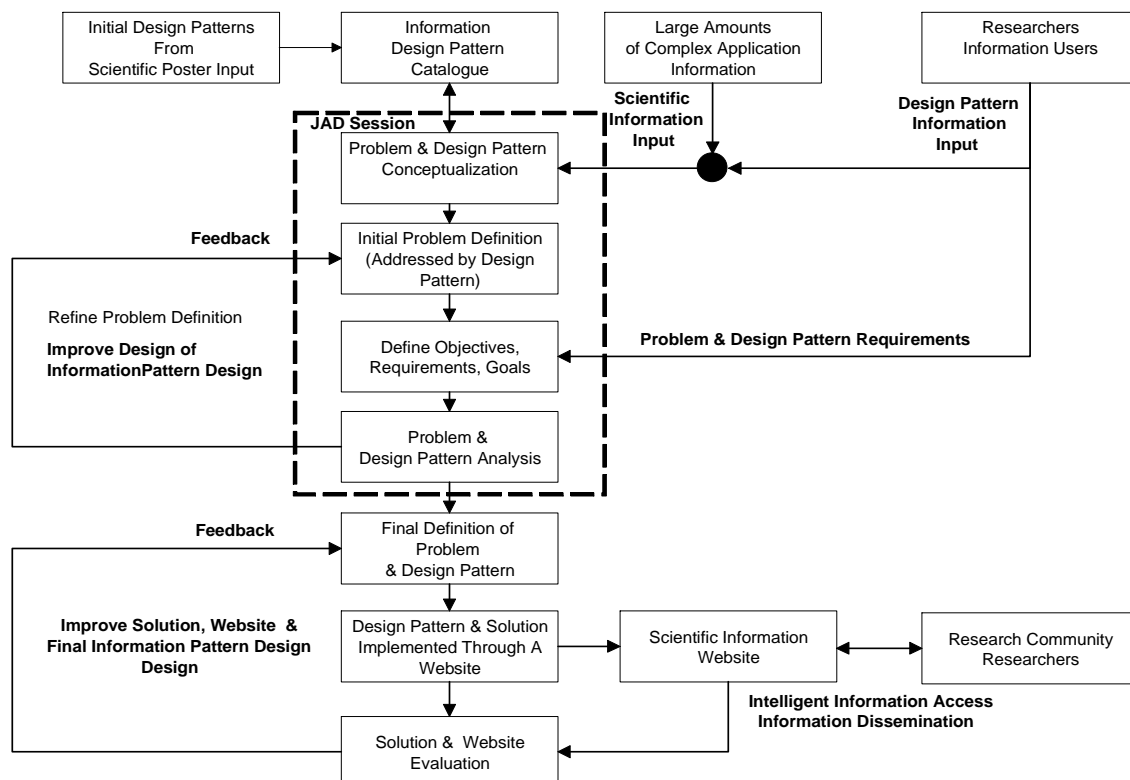 Initial Design Patterns
From
Scientific Poster Input
Information
Design Pattern
Catalogue
Large Amounts
of Complex Application
Information
Researchers
Information Users
Scientific
Information
Input
Design Pattern
Information
Input
JAD Session
Problem & Design Pattern
Conceptualization
Feedback
Initial Problem Definition
(Addressed by Design
Pattern)
Refine Problem Definition
Improve Design of
InformationPattern Design
Define Objectives,
Requirements, Goals
Problem & Design Pattern Requirements
Problem &
Design Pattern Analysis
Feedback
Final Definition of
Problem
& Design Pattern
Improve Solution, Website &
Final Information Pattern Design
Design
Design Pattern & Solution
Implemented Through A
Website
Scientific Information
Website
Research Community
Researchers
Intelligent Information Access
Information Dissemination
Solution & Website
Evaluation